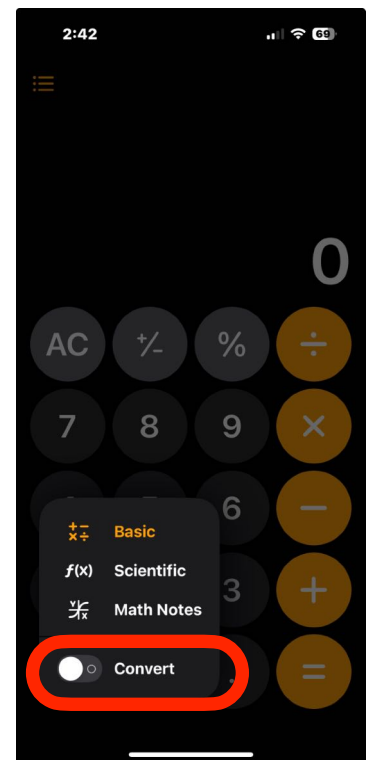 2:42 69
0
AC +/- % ÷
7 8 9 ×
6 −
Basic
f(x) Scientific 3 +
Math Notes
Convert . =